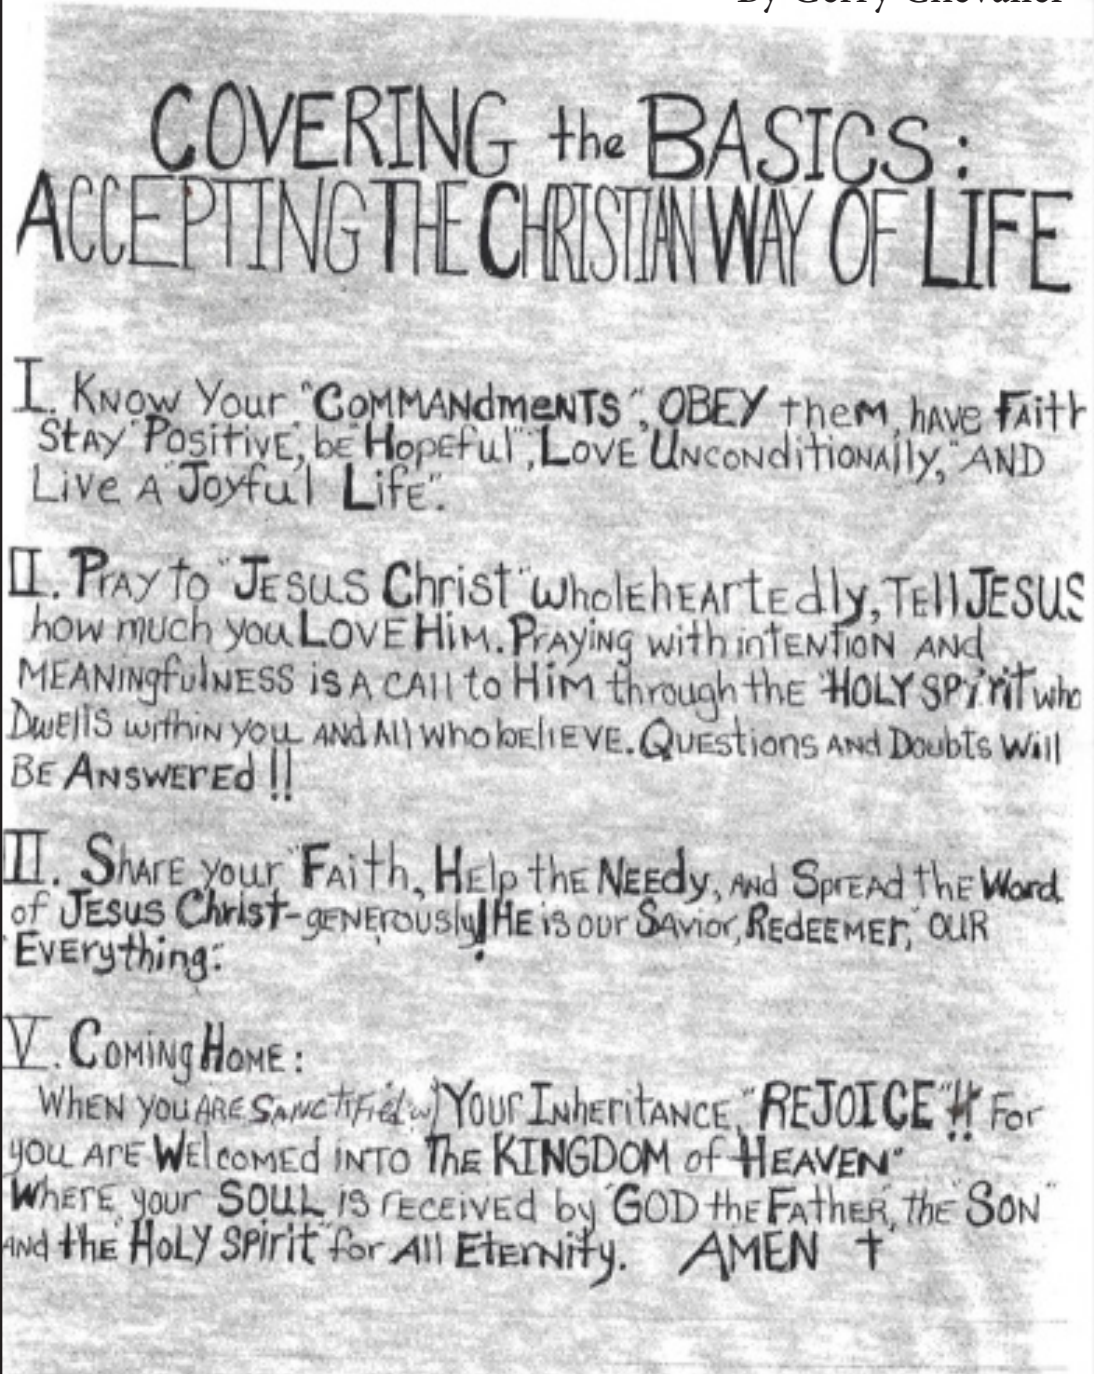 By Gerry Chevalier
COVERING the BASICS:
ACCEPTING THE CHRISTIAN WAY OF LIFE
I. KNOW YOUR "COMMANDMENTS", OBEY THEM, have FAITH
STAY "POSITIVE", be "Hopeful", "LOVE UNCONDITIONALLY," AND
Live A "Joyful Life".
II. PRAY to "JESUS Christ" wholeheartedly, Tell JESUS
how much you LOVE HIM. PRAYING with intention AND
MEANINGFULNESS is A CALL to HIM through the "HOLY SPIRIT" who
Dwells within you AND All who believe. Questions AND Doubts Will
BE ANSWERED!!
II. SHARE your "Faith, Help the NEEDY, AND Spread the Word
of JESUS Christ-generously! HE is our SAVIOR, REDEEMER, OUR
"Everything".
V. COMING HOME:
WHEN YOU ARE SANCTIFIED w/ YOUR INHERITANCE, "REJOICE"!! FOR
YOU ARE WELCOMED INTO The KINGDOM of HEAVEN"
WHERE your SOUL IS RECEIVED by "GOD the FATHER, the "SON"
AND the HOLY SPIRIT" for All ETERNITY. AMEN †